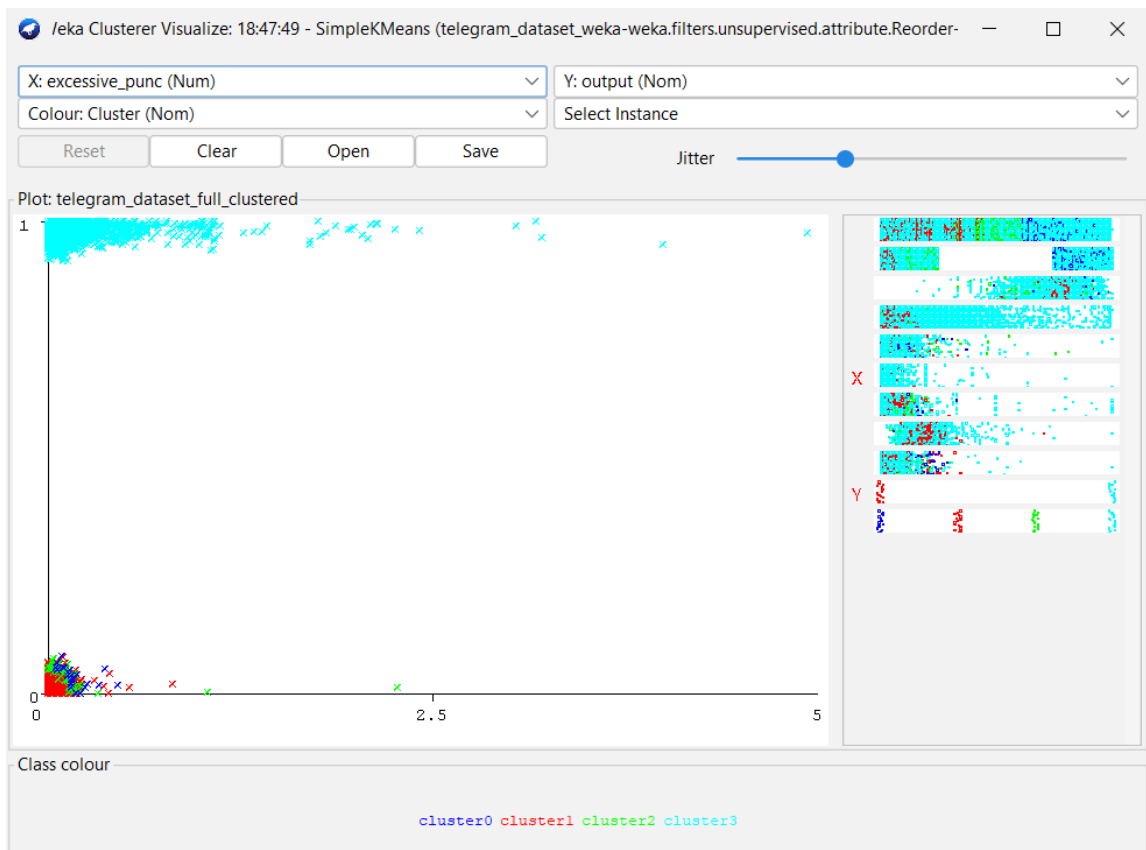 /eka Clusterer Visualize: 18:47:49 - SimpleKMeans (telegram_dataset_weka-weka.filters.unsupervised.attribute.Reorder-
X: excessive_punc (Num) Y: output (Nom)
Colour: Cluster (Nom) Select Instance
Reset Clear Open Save Jitter
Plot: telegram_dataset_full_clustered
1
X
Y
0
0 2.5 5
Class colour
cluster0 cluster1 cluster2 cluster3